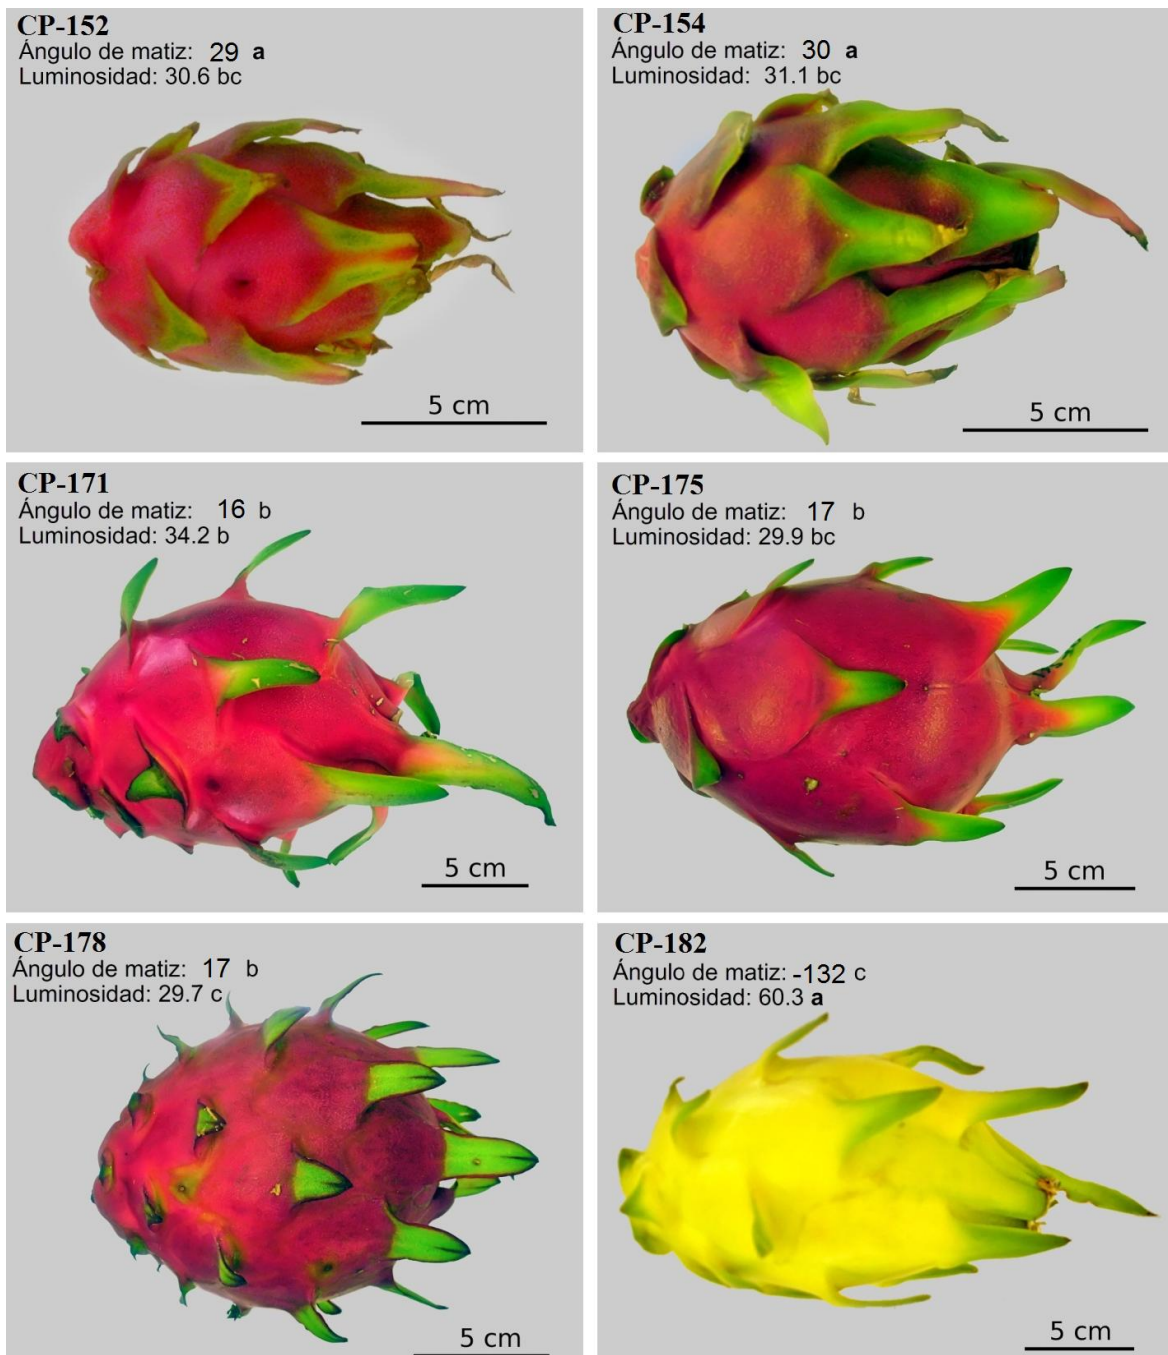 CP-152
Ángulo de matiz: 29 a
Luminosidad: 30.6 bc
5 cm
CP-154
Ángulo de matiz: 30 a
Luminosidad: 31.1 bc
5 cm
CP-171
Ángulo de matiz: 16 b
Luminosidad: 34.2 b
5 cm
CP-175
Ángulo de matiz: 17 b
Luminosidad: 29.9 bc
5 cm
CP-178
Ángulo de matiz: 17 b
Luminosidad: 29.7 c
5 cm
CP-182
Ángulo de matiz: -132 c
Luminosidad: 60.3 a
5 cm